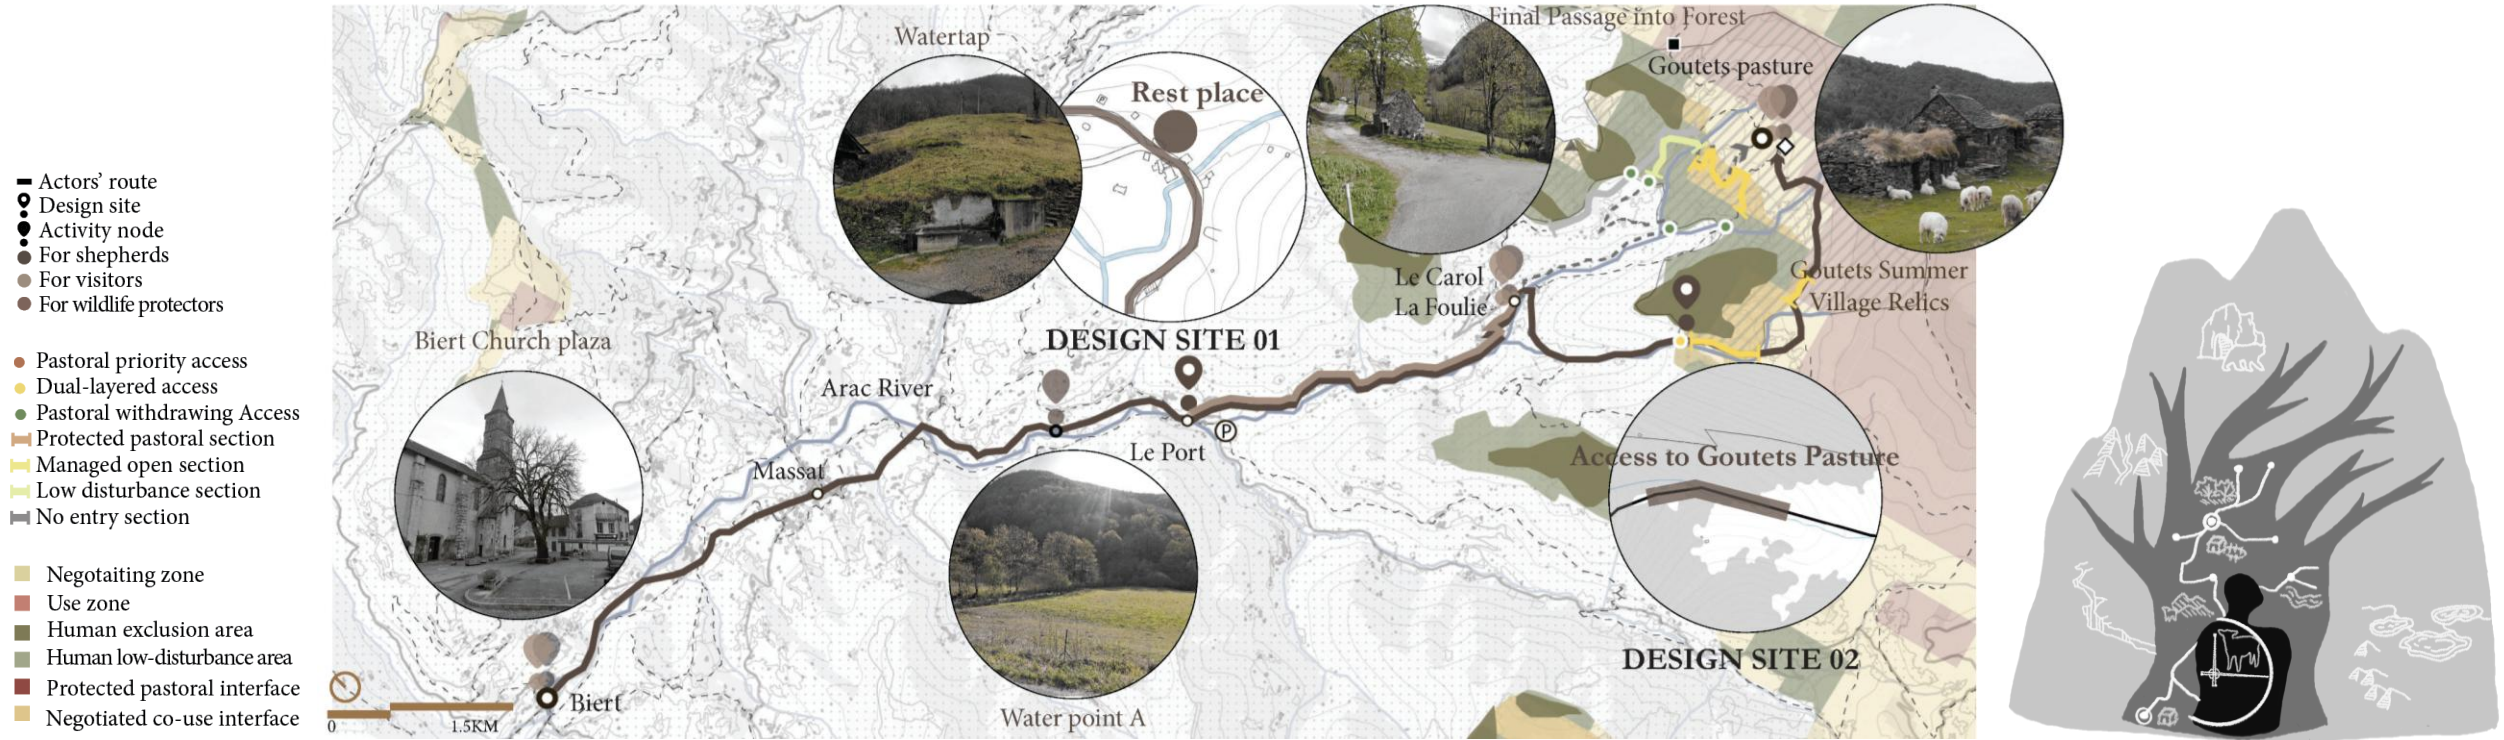 Actors' route
Design site
Activity node
For shepherds
For visitors
For wildlife protectors
Pastoral priority access
Dual-layered access
Pastoral withdrawing Access
Protected pastoral section
Managed open section
Low disturbance section
No entry section
Negotaiting zone
Use zone
Human exclusion area
Human low-disturbance area
Protected pastoral interface
Negotiated co-use interface
0
1.5KM
Biert Church plaza
Biert
Massat
Arac River
Watertap
Rest place
DESIGN SITE 01
Water point A
Le Port
P
Le Carol
La Foulie
Final Passage into Forest
Goutets pasture
Goutets Summer
Village Relics
Access to Goutets Pasture
DESIGN SITE 02